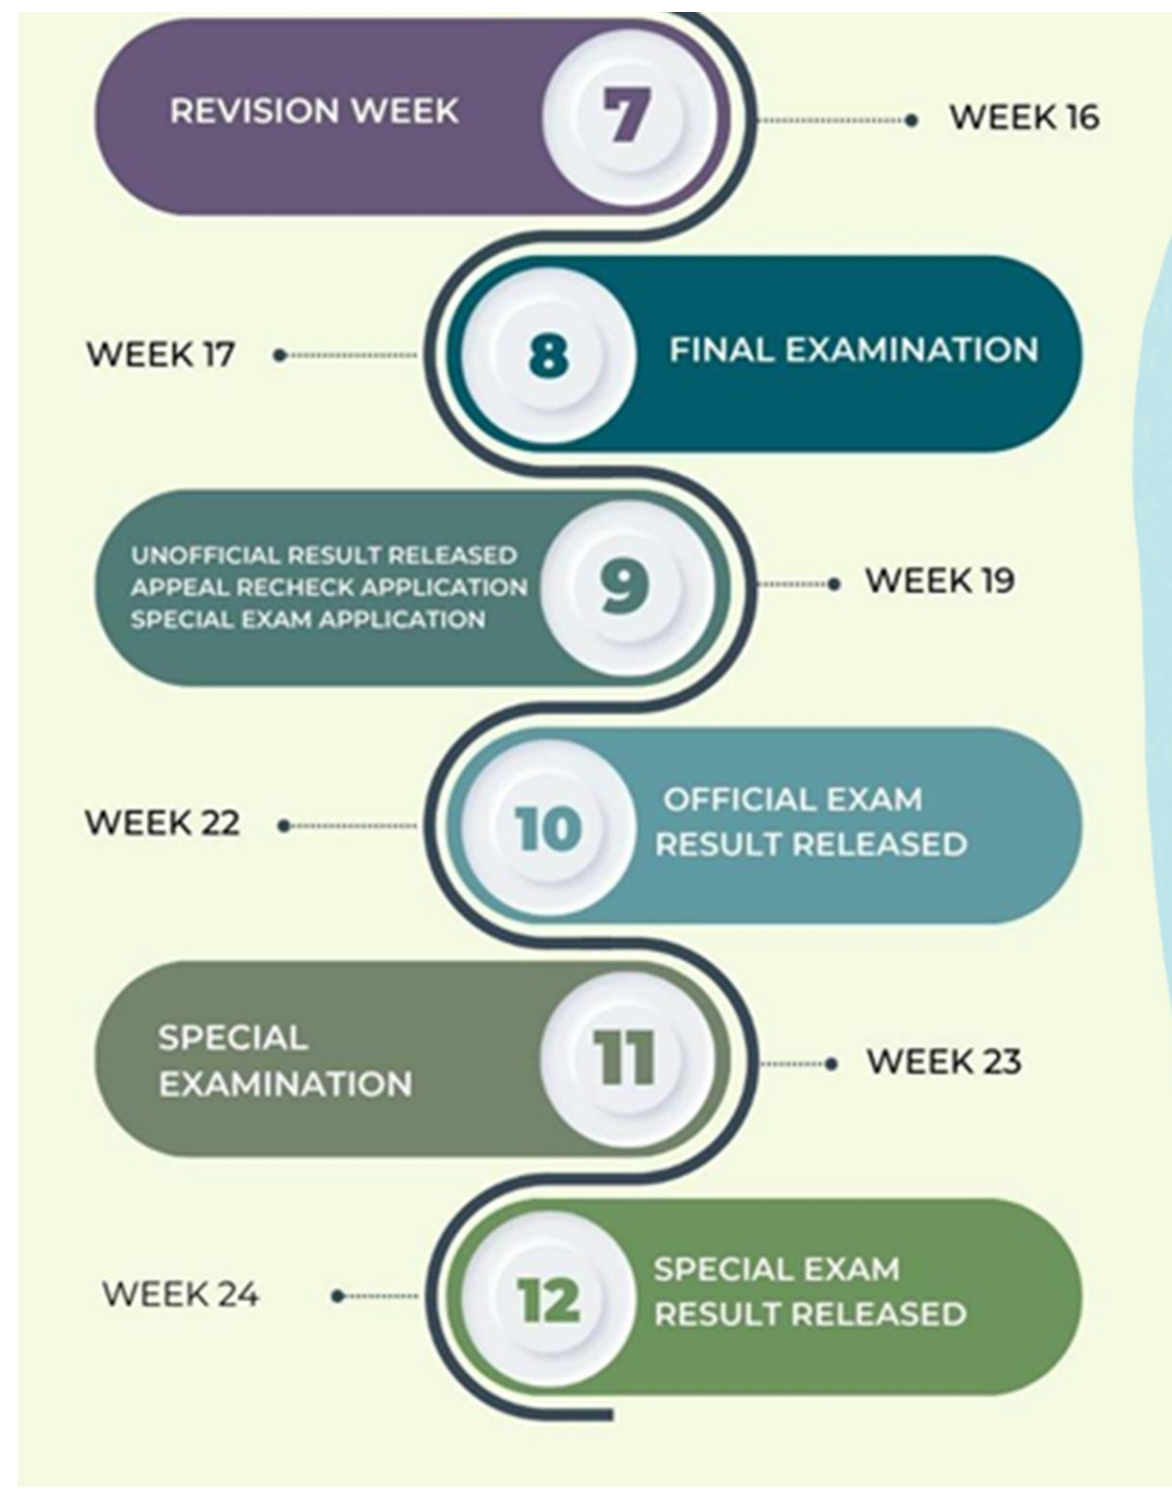 REVISION WEEK
7
WEEK 16
WEEK 17
8
FINAL EXAMINATION
UNOFFICIAL RESULT RELEASED
APPEAL RECHECK APPLICATION
SPECIAL EXAM APPLICATION
9
WEEK 19
WEEK 22
10
OFFICIAL EXAM
RESULT RELEASED
SPECIAL
EXAMINATION
11
WEEK 23
WEEK 24
12
SPECIAL EXAM
RESULT RELEASED